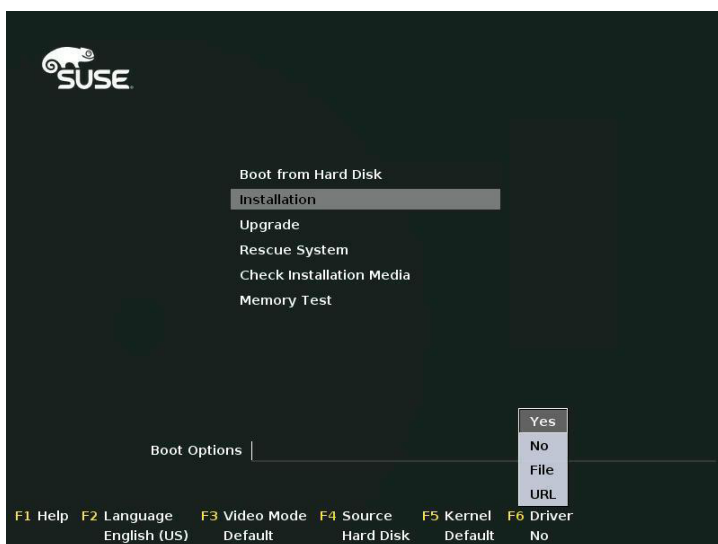 SUSE
Boot from Hard Disk
Installation
Upgrade
Rescue System
Check Installation Media
Memory Test
Yes
No
File
URL
Boot Options
F1 Help F2 Language F3 Video Mode F4 Source F5 Kernel F6 Driver
English (US) Default Hard Disk Default No